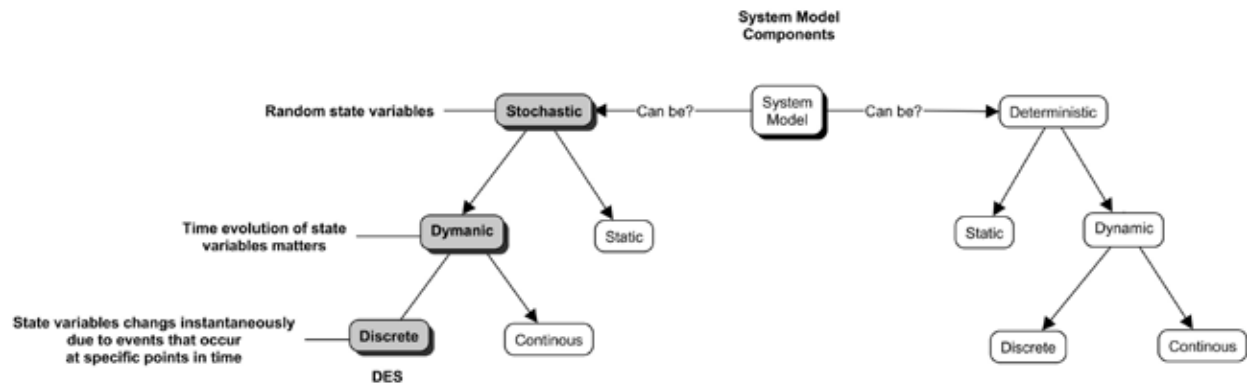 System Model
Components
Random state variables
Stochastic
Can be?
System
Model
Can be?
Deterministic
Time evolution of state
variables matters
Dymanic
Static
Static
Dynamic
State variables changs instantaneously
due to events that occur
at specific points in time
Discrete
Continous
Discrete
Continous
DES